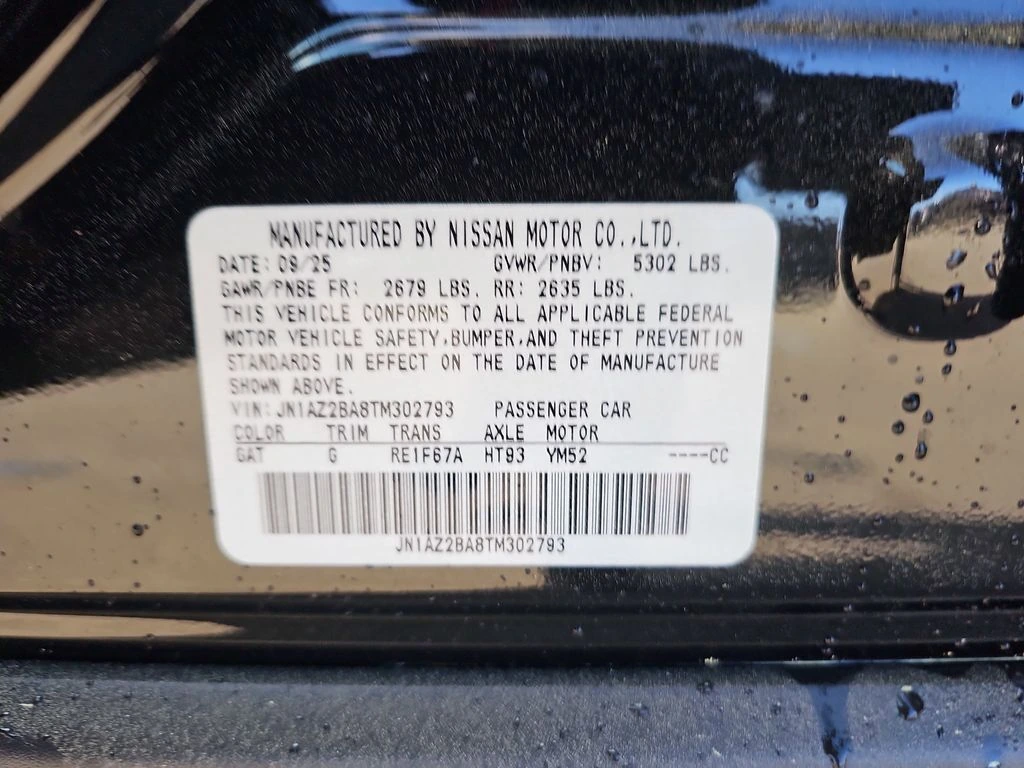 MANUFACTURED BY NISSAN MOTOR CO.,LTD.
DATE: 09/25 GVWR/PNBV: 5302 LBS.
GAWR/PNBE FR: 2679 LBS. RR: 2635 LBS.
THIS VEHICLE CONFORMS TO ALL APPLICABLE FEDERAL
MOTOR VEHICLE SAFETY,BUMPER,AND THEFT PREVENTION
STANDARDS IN EFFECT ON THE DATE OF MANUFACTURE
SHOWN ABOVE.
VIN: JN1AZ2BA8TM302793 PASSENGER CAR
COLOR TRIM TRANS AXLE MOTOR
GAT G RE1F67A HT93 YM52 ----CC
JN1AZ2BA8TM302793